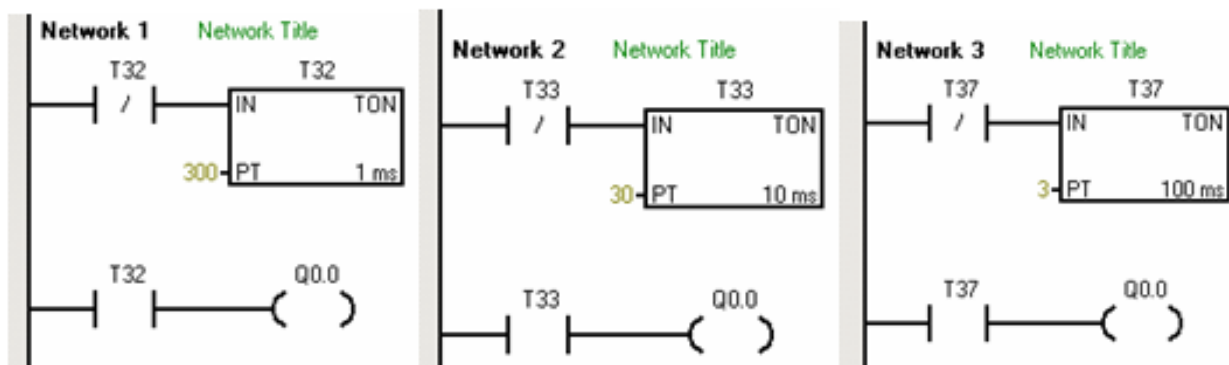 Network 1 Network Title
T32 T32
/ IN TON
300 PT 1 ms
T32 Q0.0
Network 2 Network Title
T33 T33
/ IN TON
30 PT 10 ms
T33 Q0.0
Network 3 Network Title
T37 T37
/ IN TON
3 PT 100 ms
T37 Q0.0